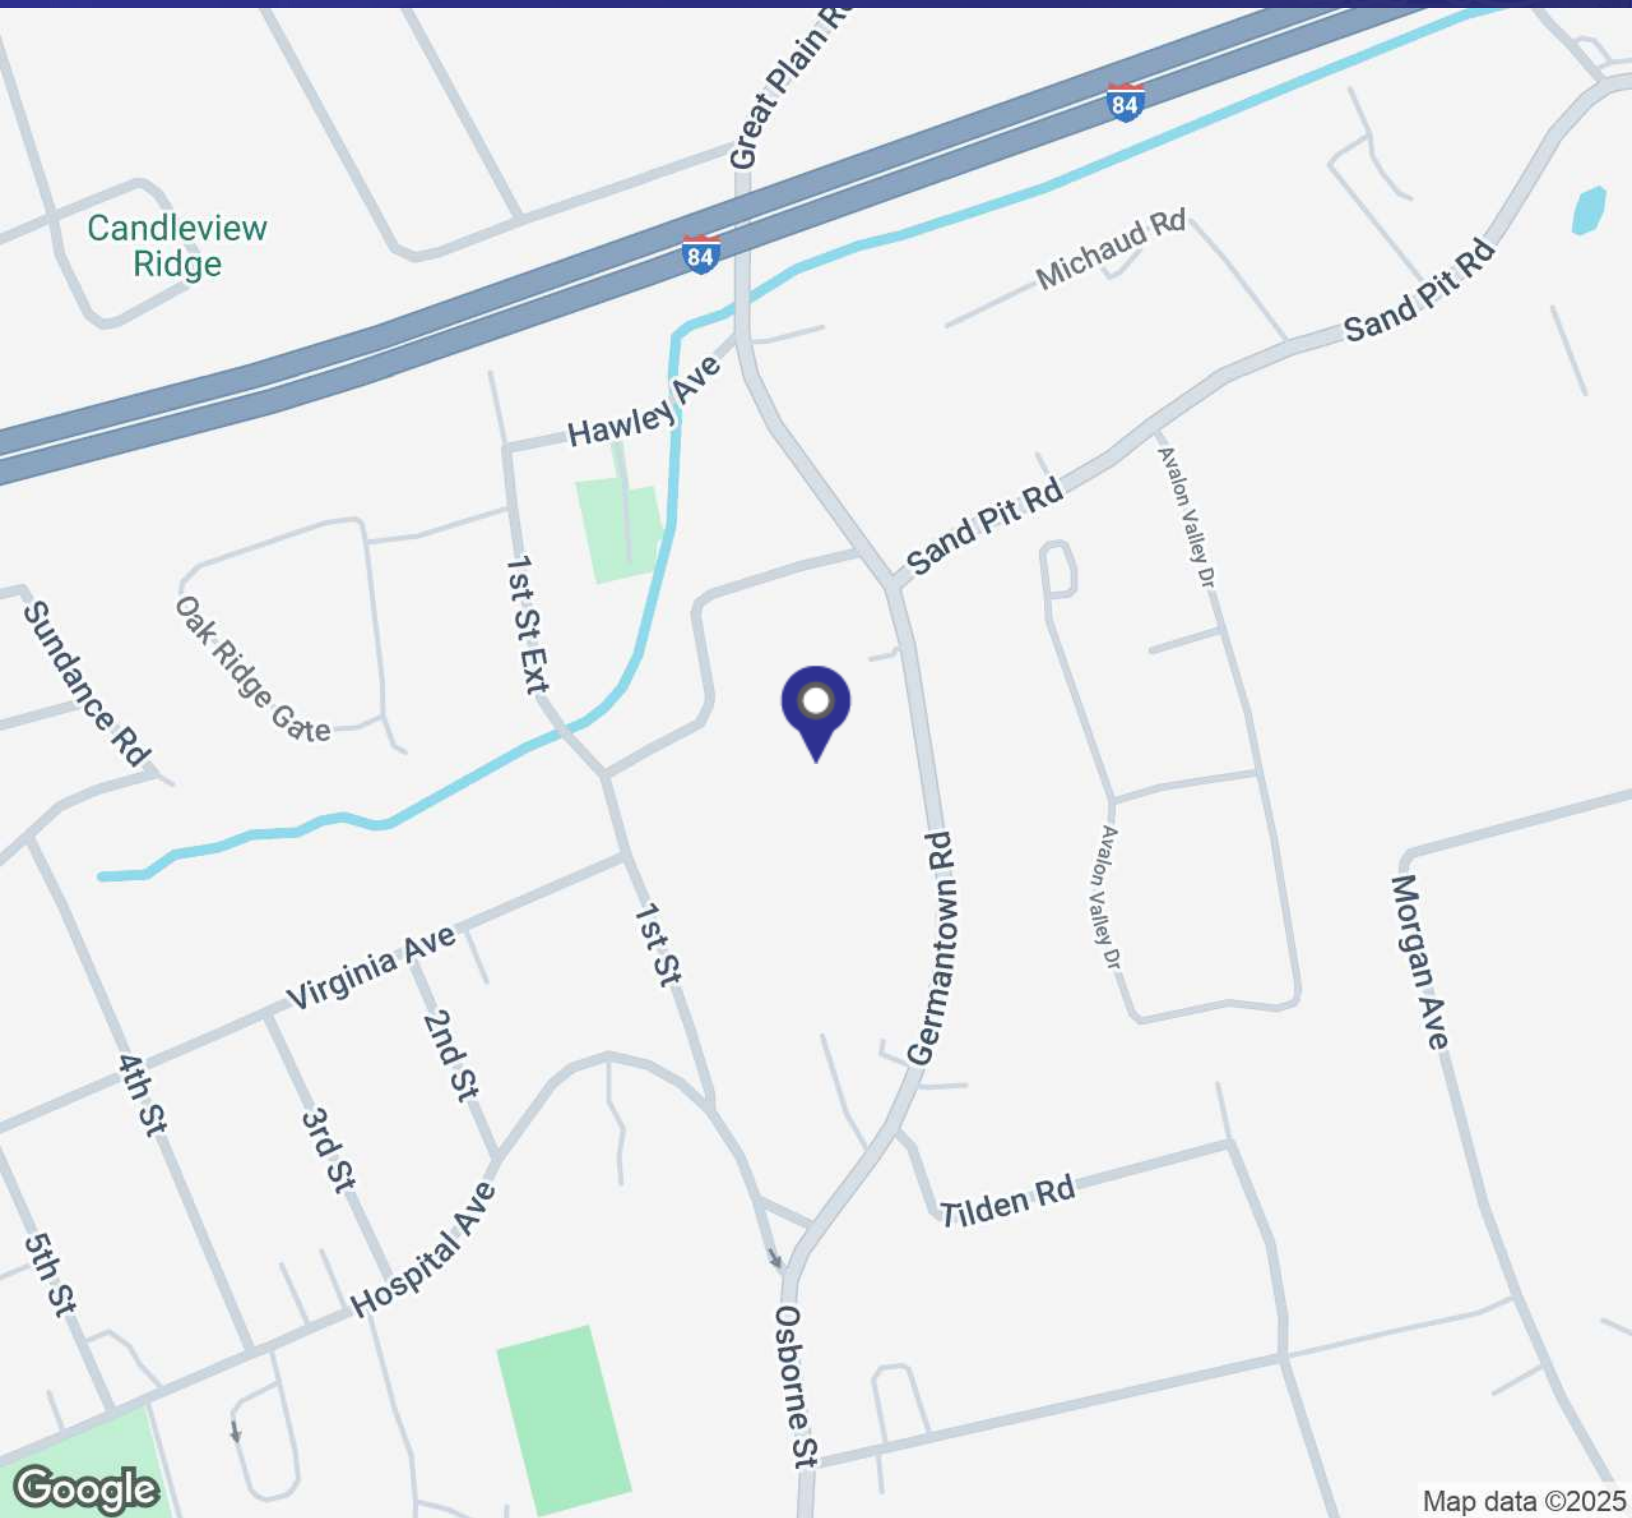 Great Plain Rd
84
84
Candleview
Ridge
Michaud Rd
Sand Pit Rd
Hawley Ave
Sand Pit Rd
Avalon Valley Dr
1st St Ext
Oak Ridge Gate
Sundance Rd
Germantown Rd
Avalon Valley Dr
Morgan Ave
1st St
Virginia Ave
2nd St
4th St
3rd St
Tilden Rd
Hospital Ave
5th St
Osborne St
Google
Map data ©2025